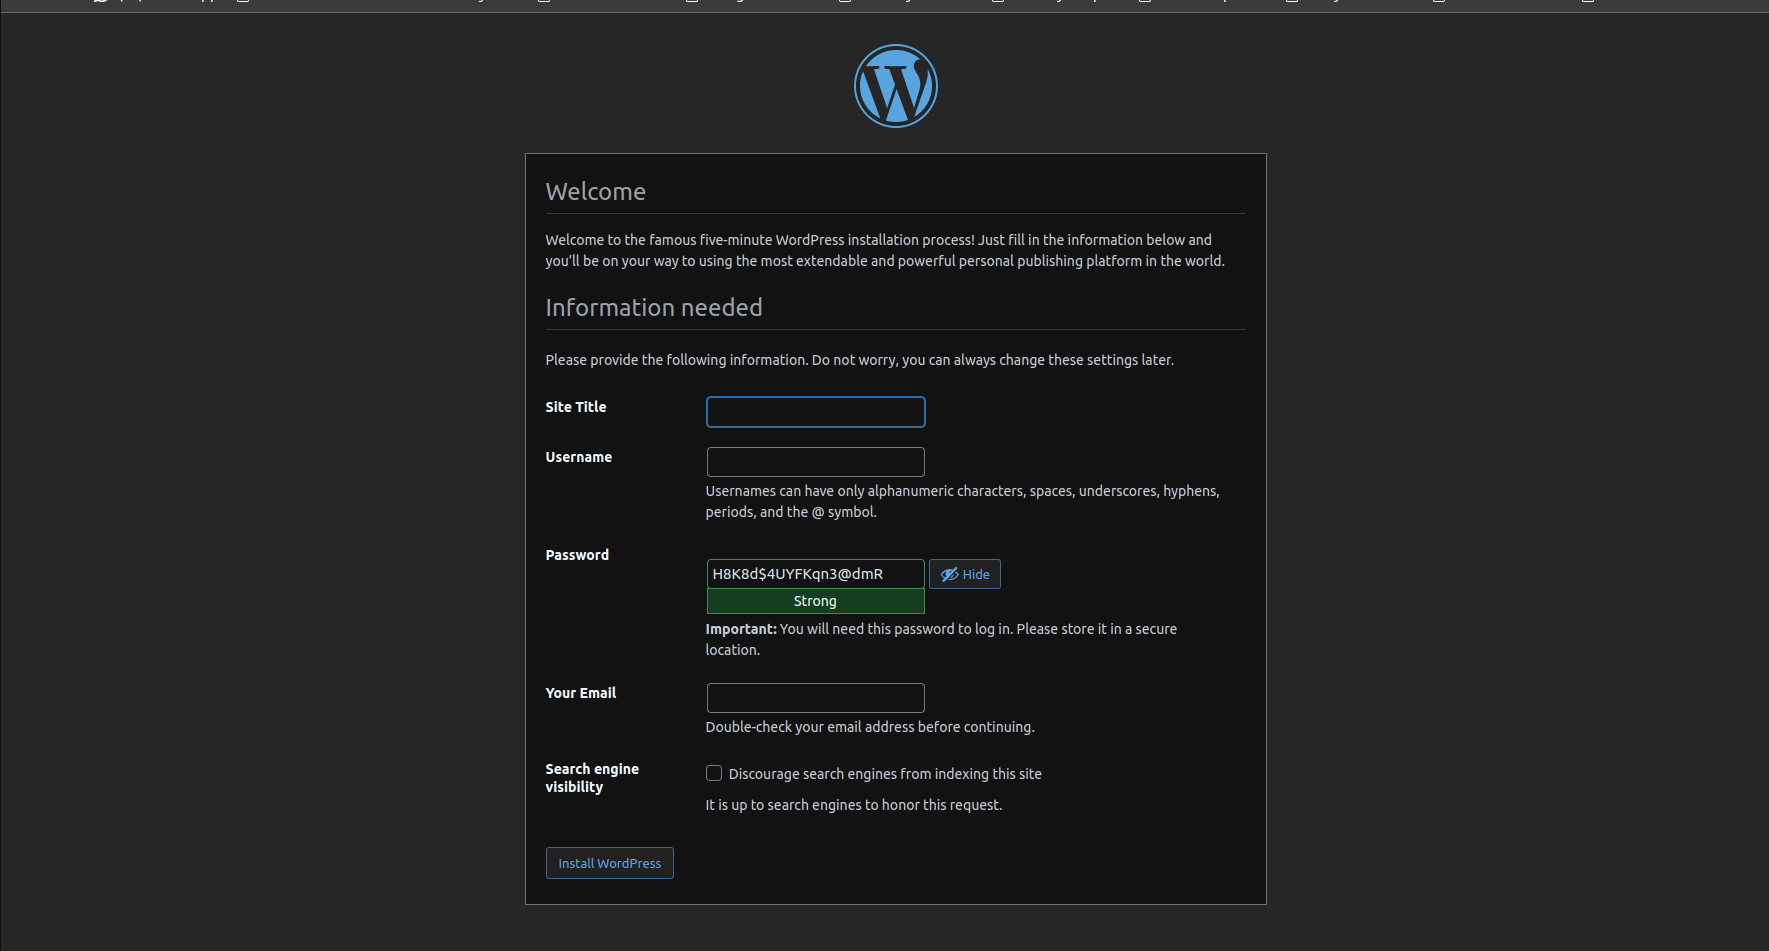 Welcome
Welcome to the famous five-minute WordPress installation process! Just fill in the information below and
you’ll be on your way to using the most extendable and powerful personal publishing platform in the world.
Information needed
Please provide the following information. Do not worry, you can always change these settings later.
Site Title
Username
Usernames can have only alphanumeric characters, spaces, underscores, hyphens,
periods, and the @ symbol.
Password
H8K8d$4UYFKqn3@dmR
Hide
Strong
Important: You will need this password to log in. Please store it in a secure
location.
Your Email
Double-check your email address before continuing.
Search engine
visibility
Discourage search engines from indexing this site
It is up to search engines to honor this request.
Install WordPress